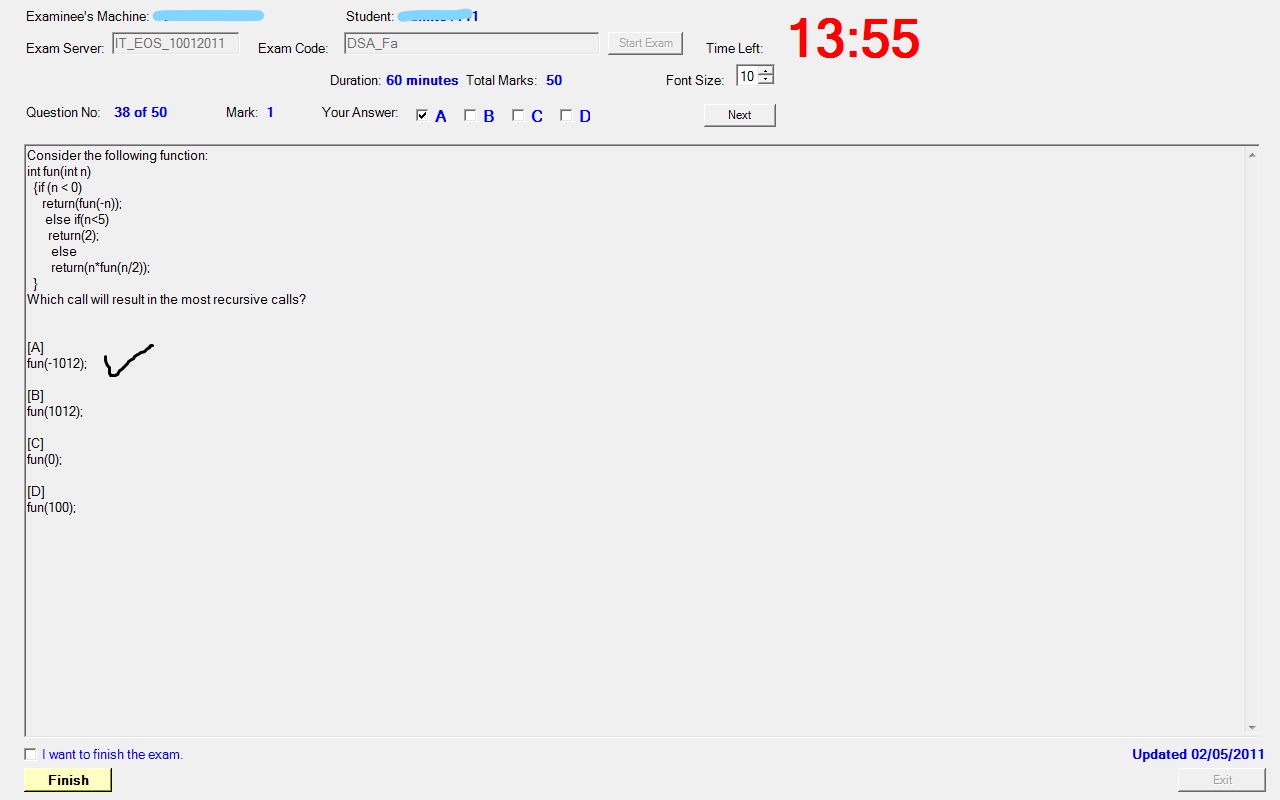 Examinee's Machine: Student: 1
Exam Server: IT_EOS_10012011 Exam Code: DSA_Fa Start Exam Time Left: 13:55
Duration: 60 minutes Total Marks: 50 Font Size: 10
Question No: 38 of 50 Mark: 1 Your Answer: A B C D Next
Consider the following function:
int fun(int n)
{if (n < 0)
return(fun(-n));
else if(n<5)
return(2);
else
return(n*fun(n/2));
}
Which call will result in the most recursive calls?
[A]
fun(-1012);
[B]
fun(1012);
[C]
fun(0);
[D]
fun(100);
I want to finish the exam. Updated 02/05/2011
Finish Exit